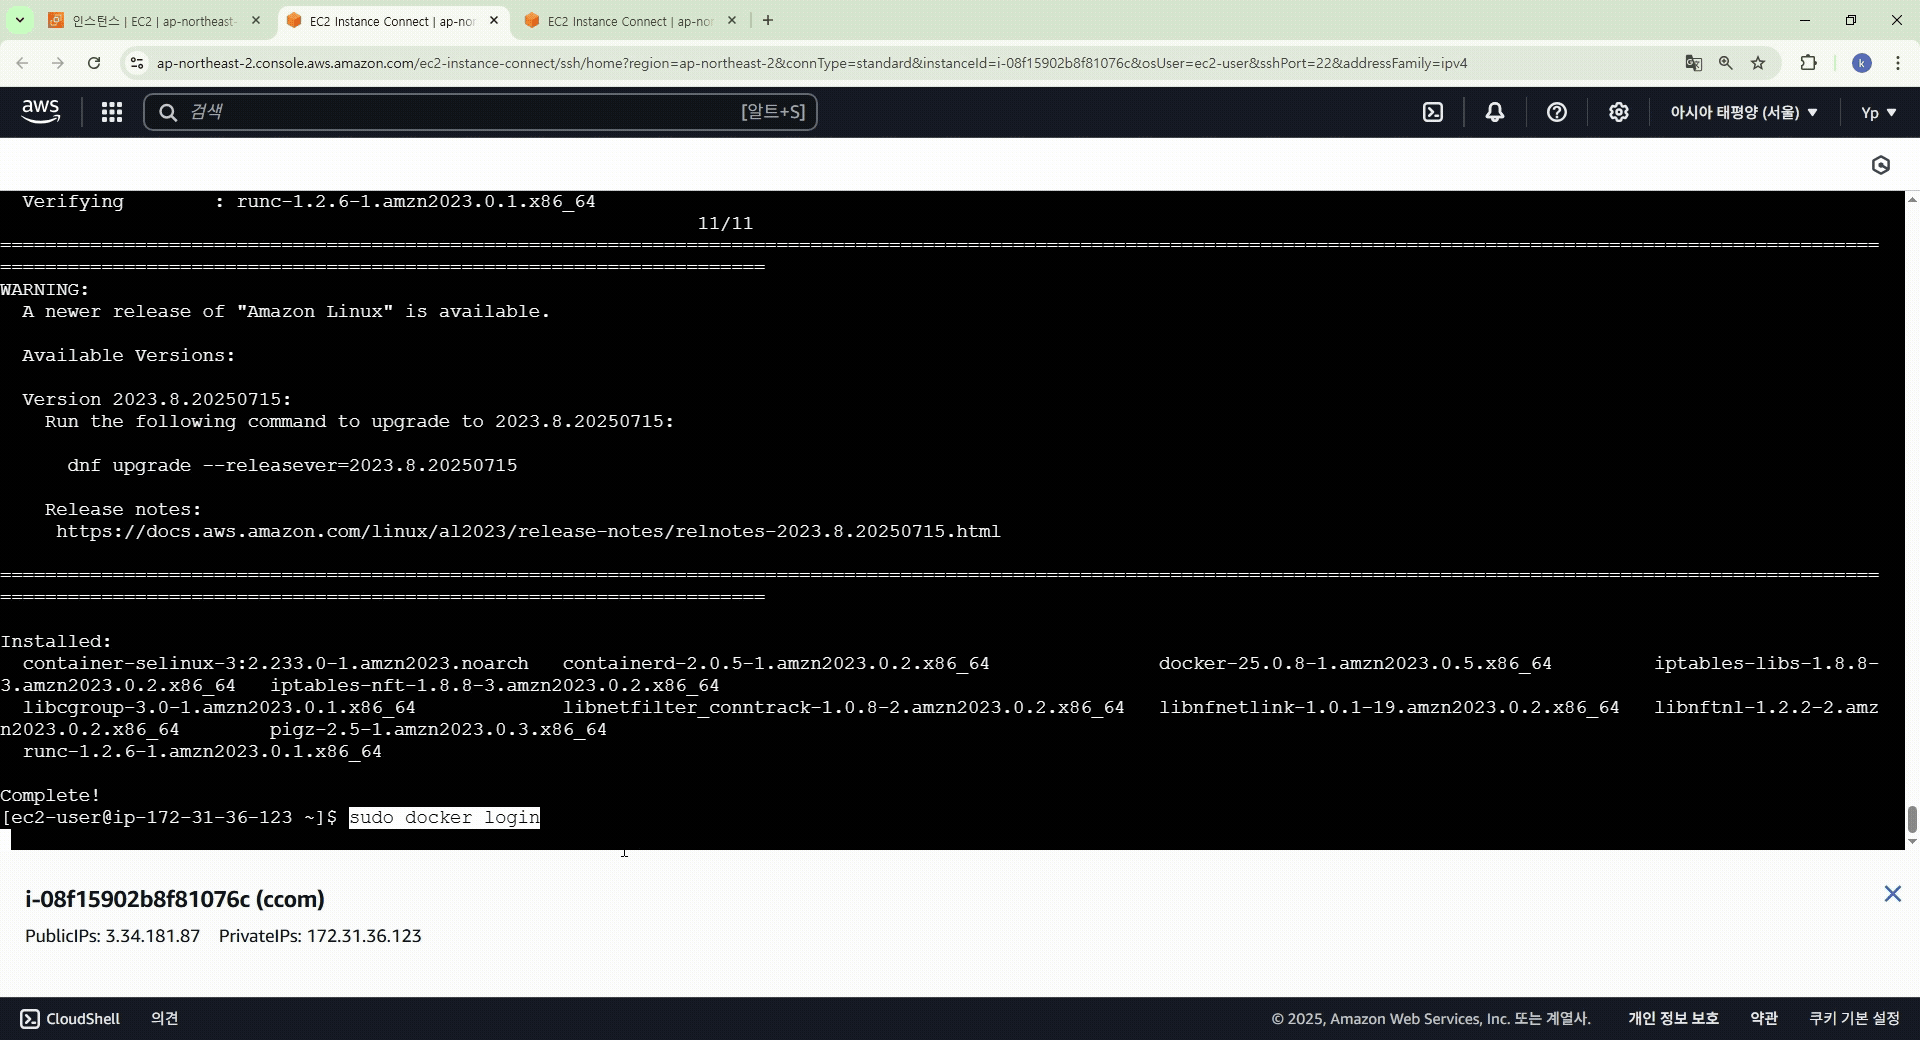 인스턴스 | EC2 | ap-northeast-
EC2 Instance Connect | ap-nor
EC2 Instance Connect | ap-no
ap-northeast-2.console.aws.amazon.com/ec2-instance-connect/ssh/home?region=ap-northeast-2&connType=standard&instanceId=i-08f15902b8f81076c&osUser=ec2-user&sshPort=22&addressFamily=ipv4
k
aws
검색
[알트+S]
아시아 태평양 (서울)
Yp
  Verifying        : runc-1.2.6-1.amzn2023.0.1.x86_64
11/11
=======================================================================================================================================================================
====================================================================
WARNING:
  A newer release of "Amazon Linux" is available.
  Available Versions:
  Version 2023.8.20250715:
    Run the following command to upgrade to 2023.8.20250715:
      dnf upgrade --releasever=2023.8.20250715
    Release notes:
     https://docs.aws.amazon.com/linux/al2023/release-notes/relnotes-2023.8.20250715.html
=======================================================================================================================================================================
====================================================================
Installed:
  container-selinux-3:2.233.0-1.amzn2023.noarch   containerd-2.0.5-1.amzn2023.0.2.x86_64               docker-25.0.8-1.amzn2023.0.5.x86_64         iptables-libs-1.8.8-
3.amzn2023.0.2.x86_64   iptables-nft-1.8.8-3.amzn2023.0.2.x86_64
  libcgroup-3.0-1.amzn2023.0.1.x86_64             libnetfilter_conntrack-1.0.8-2.amzn2023.0.2.x86_64   libnfnetlink-1.0.1-19.amzn2023.0.2.x86_64   libnftnl-1.2.2-2.amz
n2023.0.2.x86_64        pigz-2.5-1.amzn2023.0.3.x86_64
  runc-1.2.6-1.amzn2023.0.1.x86_64
Complete!
[ec2-user@ip-172-31-36-123 ~]$ sudo docker login
i-08f15902b8f81076c (ccom)
PublicIPs: 3.34.181.87    PrivateIPs: 172.31.36.123
CloudShell
의견
© 2025, Amazon Web Services, Inc. 또는 계열사.
개인 정보 보호
약관
쿠키 기본 설정